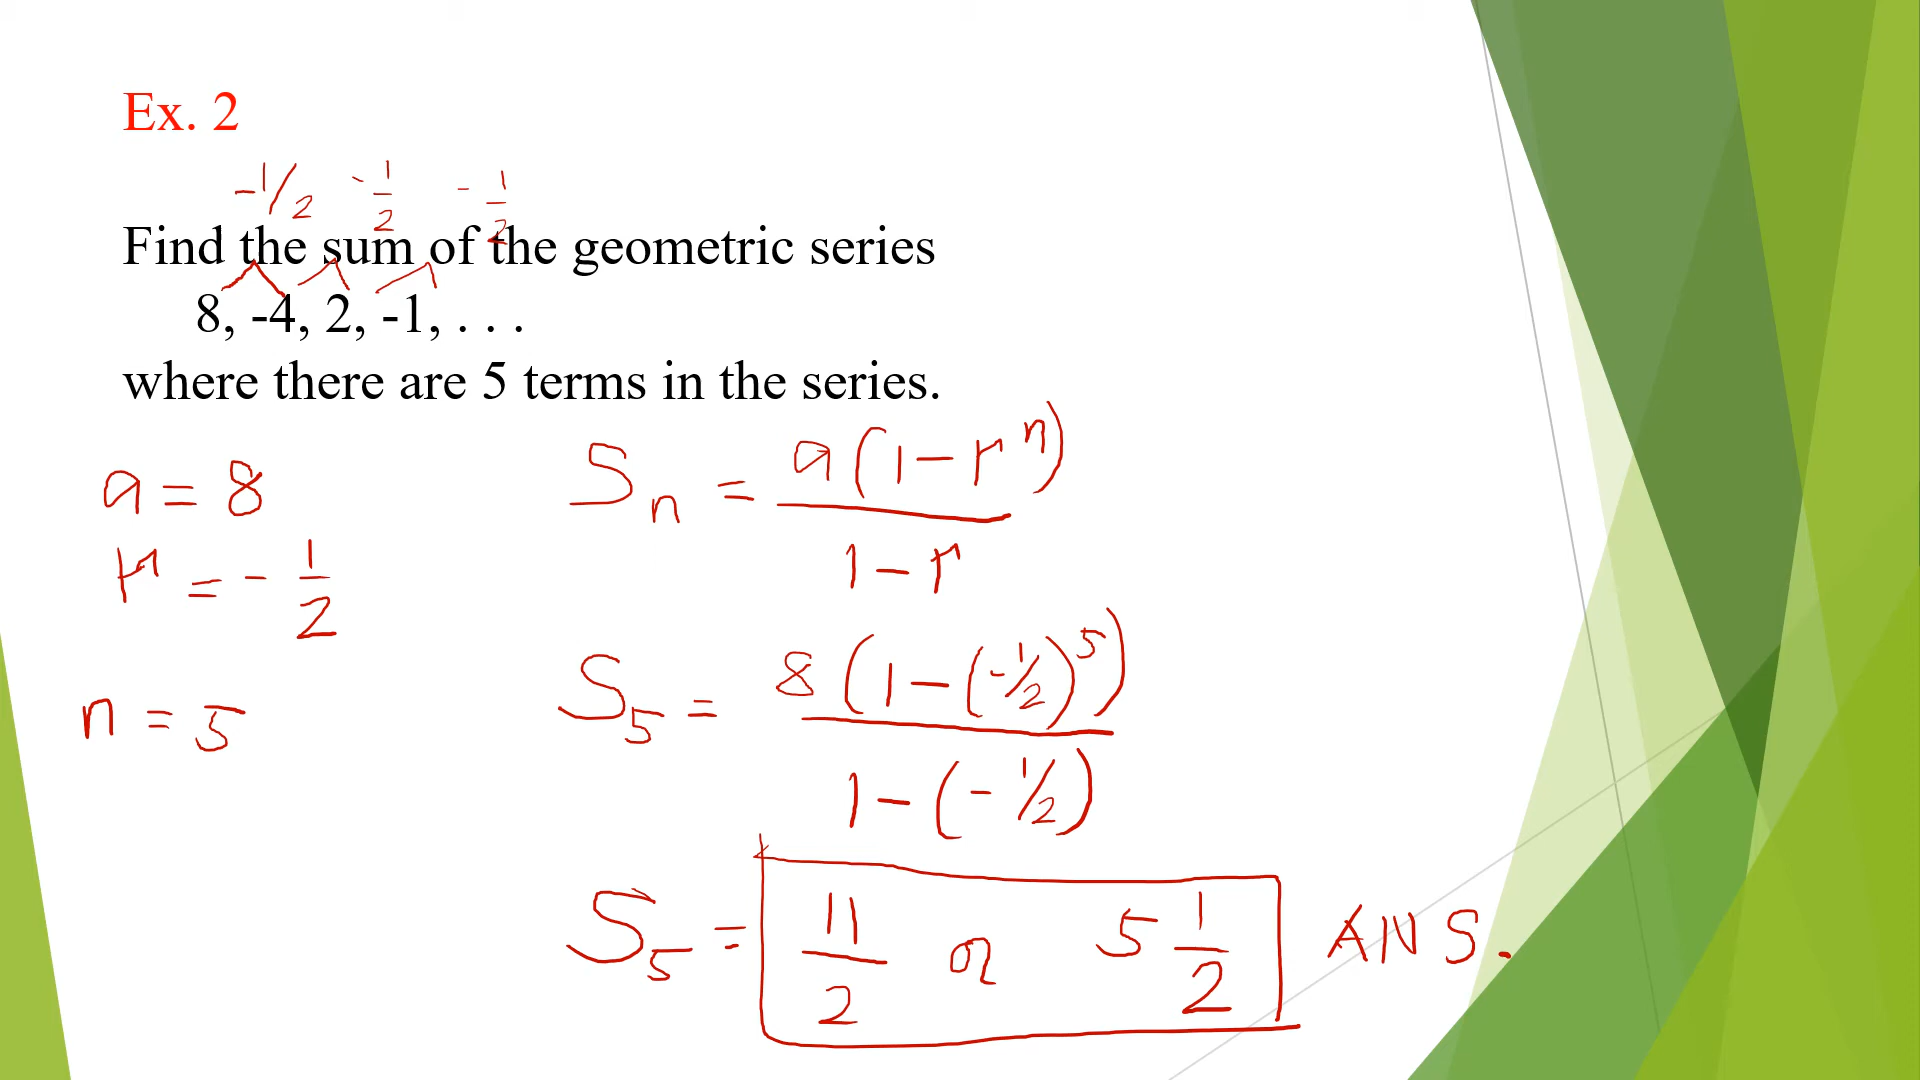 Ex. 2
-1/2 -1/2 -1/2
Find the sum of the geometric series
8, -4, 2, -1, . . .
where there are 5 terms in the series.
a = 8
r = - 1/2
n = 5
Sn = a(1-r^n) / 1-r
S5 = 8(1-(-1/2)^5) / 1-(-1/2)
S5 = 11/2 or 5 1/2 ANS.